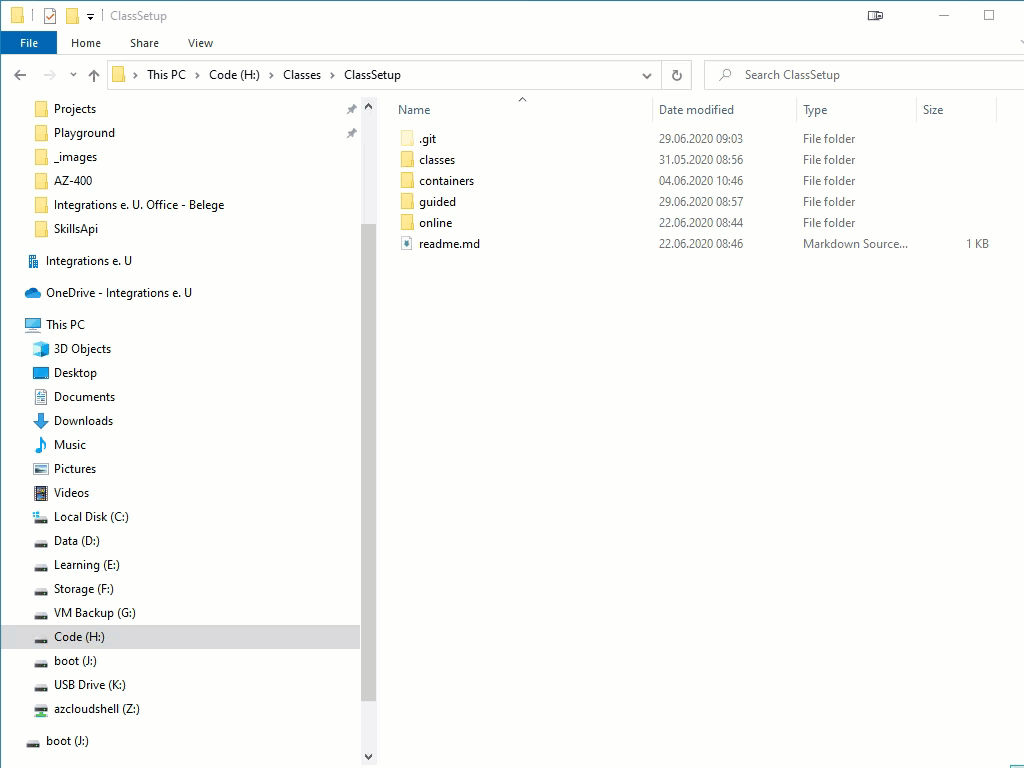 ClassSetup
File Home Share View
This PC Code (H:) Classes ClassSetup Search ClassSetup
Projects
Playground
_images
AZ-400
Integrations e. U. Office - Belege
SkillsApi
Integrations e. U
OneDrive - Integrations e. U
This PC
3D Objects
Desktop
Documents
Downloads
Music
Pictures
Videos
Local Disk (C:)
Data (D:)
Learning (E:)
Storage (F:)
VM Backup (G:)
Code (H:)
boot (J:)
USB Drive (K:)
azcloudshell (Z:)
boot (J:)
Name Date modified Type Size
.git 29.06.2020 09:03 File folder
classes 31.05.2020 08:56 File folder
containers 04.06.2020 10:46 File folder
guided 29.06.2020 08:57 File folder
online 22.06.2020 08:44 File folder
readme.md 22.06.2020 08:46 Markdown Source... 1 KB